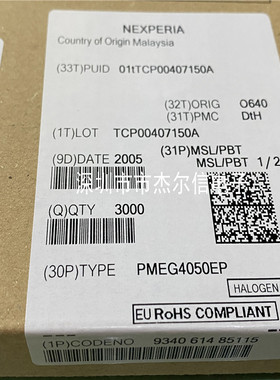 NEXPERIA
Country of Origin Malaysia
(33T)PUID 01tTCP00407150A
(32T)ORIG O640
(31T)PMC DtH
(1T)LOT TCP00407150A
(31P)MSL/PBT
(9D)DATE 2005
MSL/PBT 1/2
深圳市市杰尔信
(Q)QTY 3000
(30P)TYPE PMEG4050EP
HALOGEN
EU RoHS COMPLIANT
(1P)CODENO 9340 614 85115